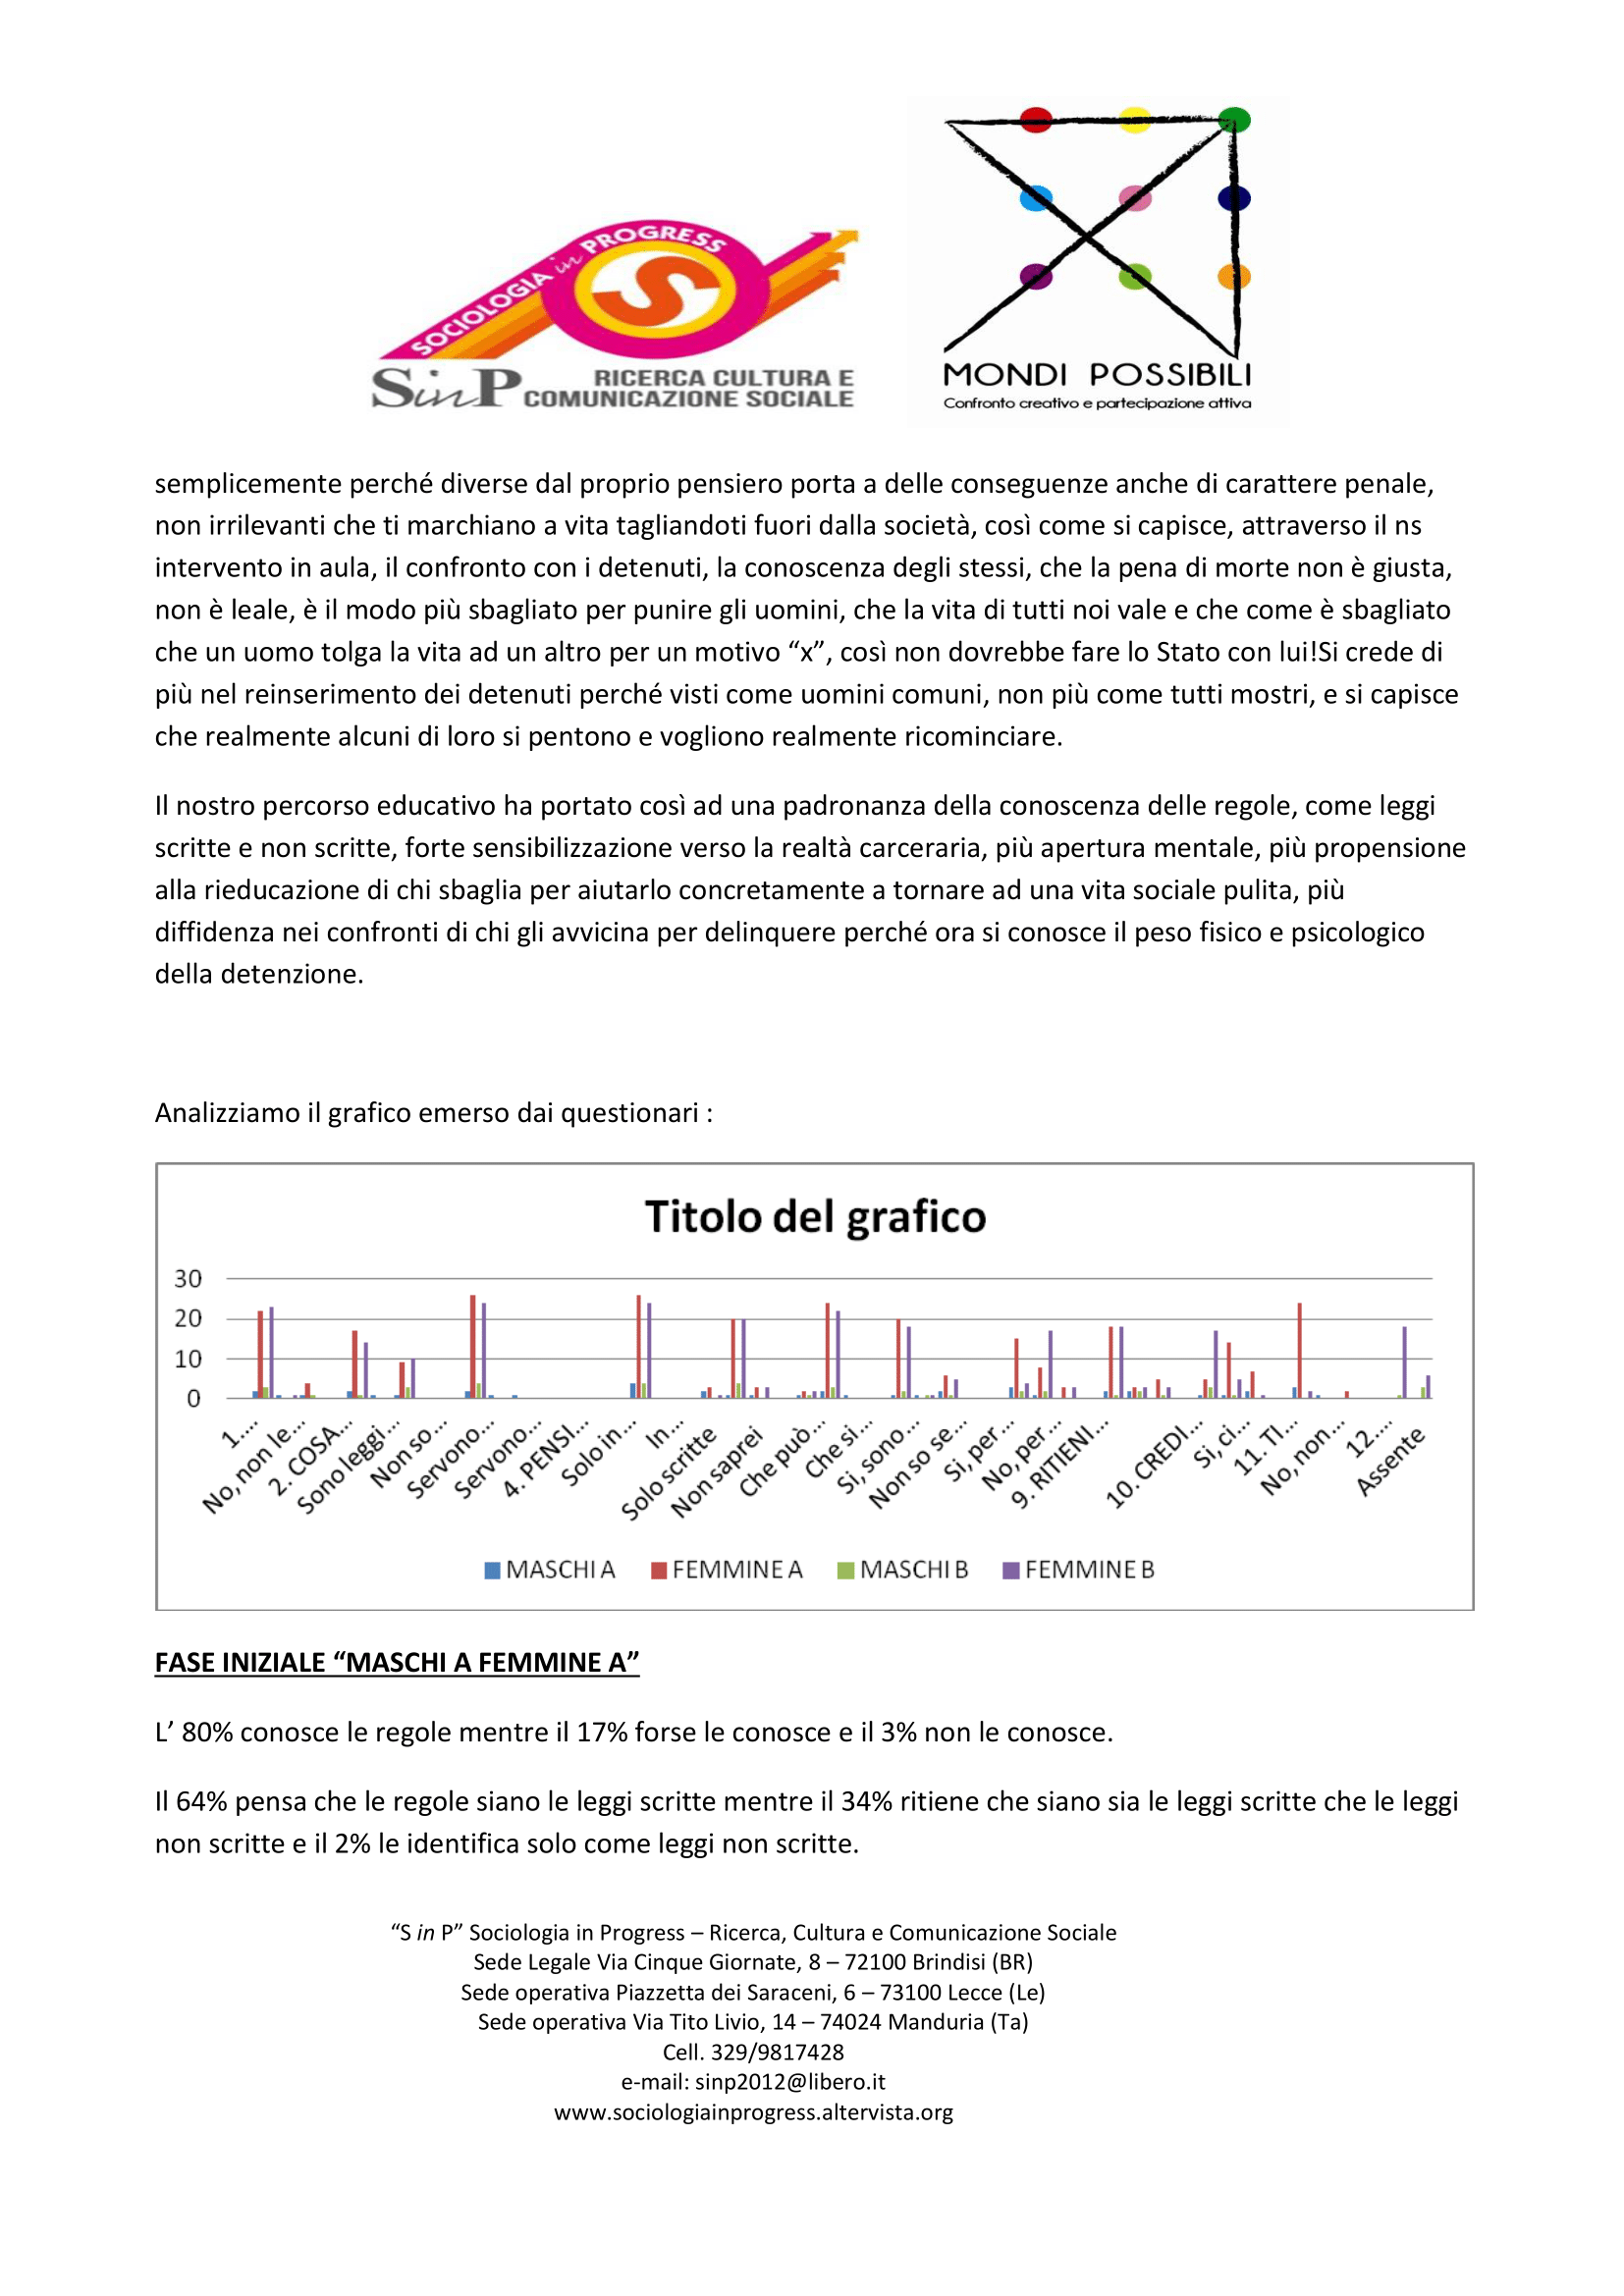 SOCIOLOGIA in PROGRESS
S
SinP RICERCA CULTURA E
COMUNICAZIONE SOCIALE
MONDI POSSIBILI
Confronto creativo e partecipazione attiva
semplicemente perché diverse dal proprio pensiero porta a delle conseguenze anche di carattere penale,
non irrilevanti che ti marchiano a vita tagliandoti fuori dalla società, così come si capisce, attraverso il ns
intervento in aula, il confronto con i detenuti, la conoscenza degli stessi, che la pena di morte non è giusta,
non è leale, è il modo più sbagliato per punire gli uomini, che la vita di tutti noi vale e che come è sbagliato
che un uomo tolga la vita ad un altro per un motivo “x”, così non dovrebbe fare lo Stato con lui!Si crede di
più nel reinserimento dei detenuti perché visti come uomini comuni, non più come tutti mostri, e si capisce
che realmente alcuni di loro si pentono e vogliono realmente ricominciare.
Il nostro percorso educativo ha portato così ad una padronanza della conoscenza delle regole, come leggi
scritte e non scritte, forte sensibilizzazione verso la realtà carceraria, più apertura mentale, più propensione
alla rieducazione di chi sbaglia per aiutarlo concretamente a tornare ad una vita sociale pulita, più
diffidenza nei confronti di chi gli avvicina per delinquere perché ora si conosce il peso fisico e psicologico
della detenzione.
Analizziamo il grafico emerso dai questionari :
Titolo del grafico
30
20
10
0
1....
No, non le...
2. COSA...
Sono leggi...
Non so...
Servono...
Servono...
4. PENSI...
Solo in...
In...
Solo scritte
Non saprei
Che può...
Che si...
Si, sono...
Non so se...
Si, per...
No, per...
9. RITIENI...
10. CREDI...
Si, ci...
11. TI...
No, non...
12....
Assente
MASCHI A FEMMINE A MASCHI B FEMMINE B
FASE INIZIALE “MASCHI A FEMMINE A”
L’ 80% conosce le regole mentre il 17% forse le conosce e il 3% non le conosce.
Il 64% pensa che le regole siano le leggi scritte mentre il 34% ritiene che siano sia le leggi scritte che le leggi
non scritte e il 2% le identifica solo come leggi non scritte.
“S in P” Sociologia in Progress – Ricerca, Cultura e Comunicazione Sociale
Sede Legale Via Cinque Giornate, 8 – 72100 Brindisi (BR)
Sede operativa Piazzetta dei Saraceni, 6 – 73100 Lecce (Le)
Sede operativa Via Tito Livio, 14 – 74024 Manduria (Ta)
Cell. 329/9817428
e-mail: sinp2012@libero.it
www.sociologiainprogress.altervista.org